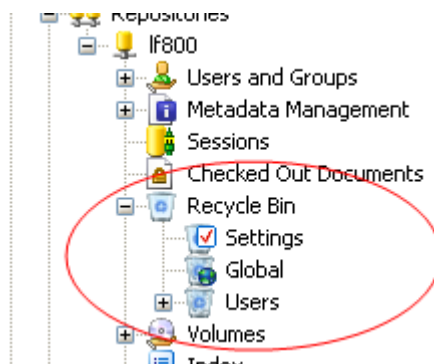 Repositories
lf800
Users and Groups
Metadata Management
Sessions
Checked Out Documents
Recycle Bin
Settings
Global
Users
Volumes
Index